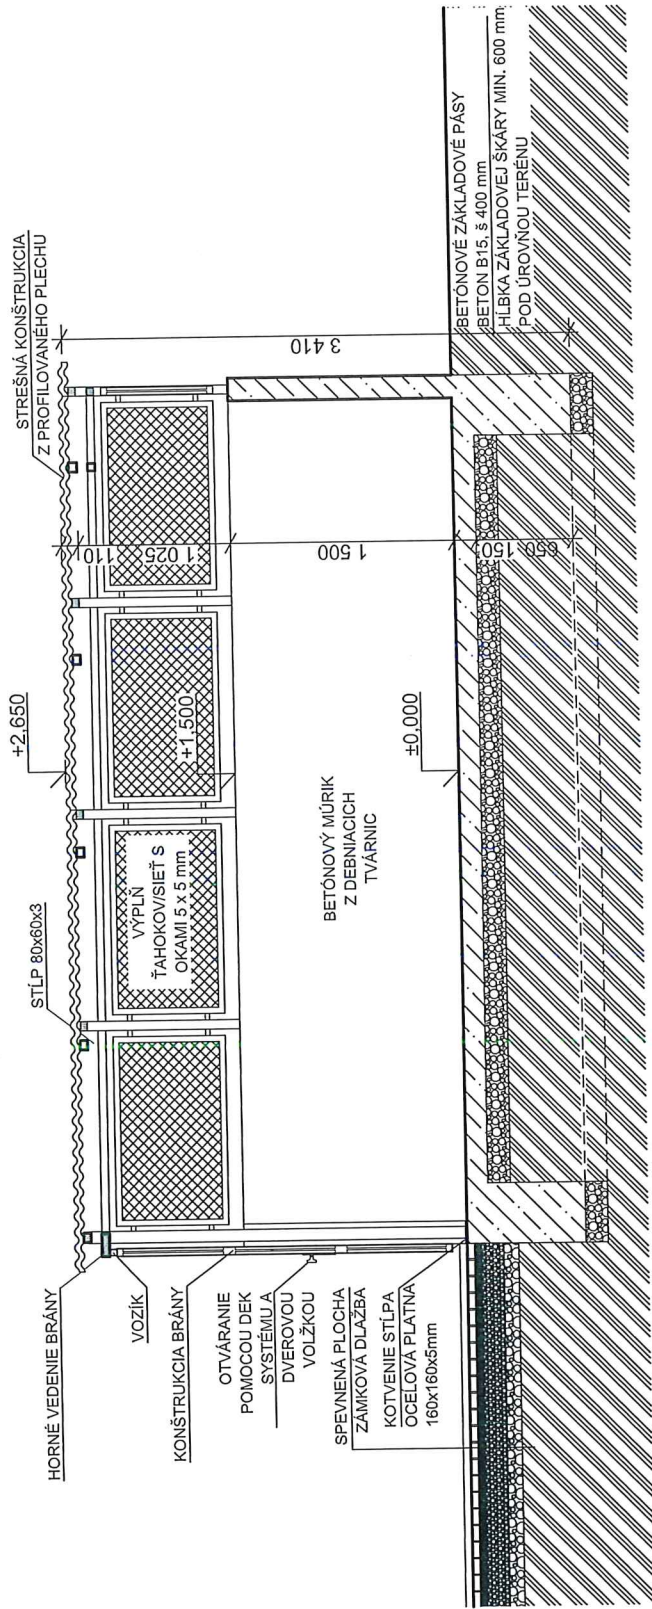 STREŠNÁ KONŠTRUKCIA
Z PROFILOVANÉHO PLECHU
+2,650
STĹP 80x60x3
HORNÉ VEDENIE BRÁNY
VOZÍK
KONŠTRUKCIA BRÁNY
OTVÁRANIE
POMOCOU DEK
SYSTÉMU A
DVEROVOU
VOLŽKOU
SPEVNENÁ PLOCHA
ZÁMKOVÁ DLAŽBA
KOTVENIE STĹPA
OCELOVÁ PLATNA
160x160x5mm
VÝPLŇ
ŤAHOKOV/SIEŤ S
OKAMI 5 x 5 mm
+1,500
BETÓNOVÝ MÚRIK
Z DEBNIACICH
TVÁRNIC
±0,000
110
1 025
1 500
150
650
3 410
BETÓNOVÉ ZÁKLADOVÉ PÁSY
BETON B15, š 400 mm
HĹBKA ZÁKLADOVEJ ŠKÁRY MIN. 600 mm
POD ÚROVŇOU TERÉNU